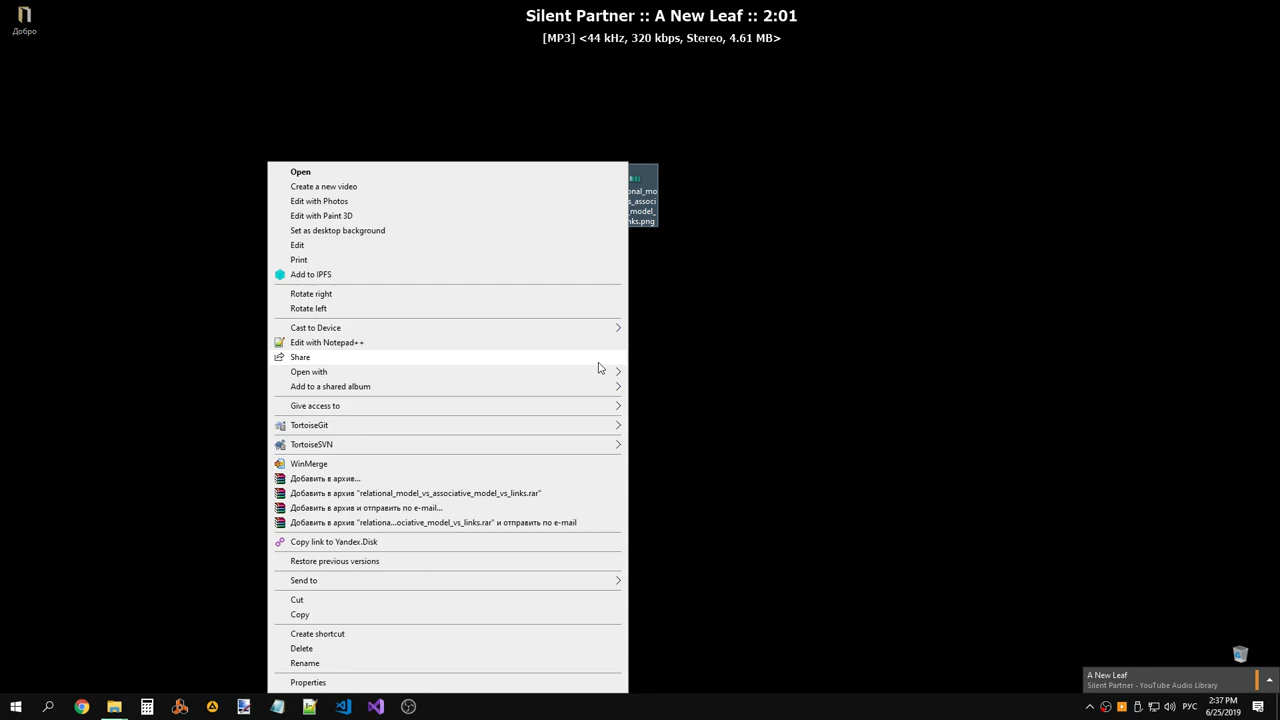 Добро
Silent Partner :: A New Leaf :: 2:01
[MP3] <44 kHz, 320 kbps, Stereo, 4.61 MB>
onal_mo
s_associ
_model_
nks.png
Open
Create a new video
Edit with Photos
Edit with Paint 3D
Set as desktop background
Edit
Print
Add to IPFS
Rotate right
Rotate left
Cast to Device
Edit with Notepad++
Share
Open with
Add to a shared album
Give access to
TortoiseGit
TortoiseSVN
WinMerge
Добавить в архив...
Добавить в архив "relational_model_vs_associative_model_vs_links.rar"
Добавить в архив и отправить по e-mail...
Добавить в архив "relationa...ociative_model_vs_links.rar" и отправить по e-mail
Copy link to Yandex.Disk
Restore previous versions
Send to
Cut
Copy
Create shortcut
Delete
Rename
Properties
A New Leaf
Silent Partner - YouTube Audio Library
РУС
2:37 PM
6/25/2019